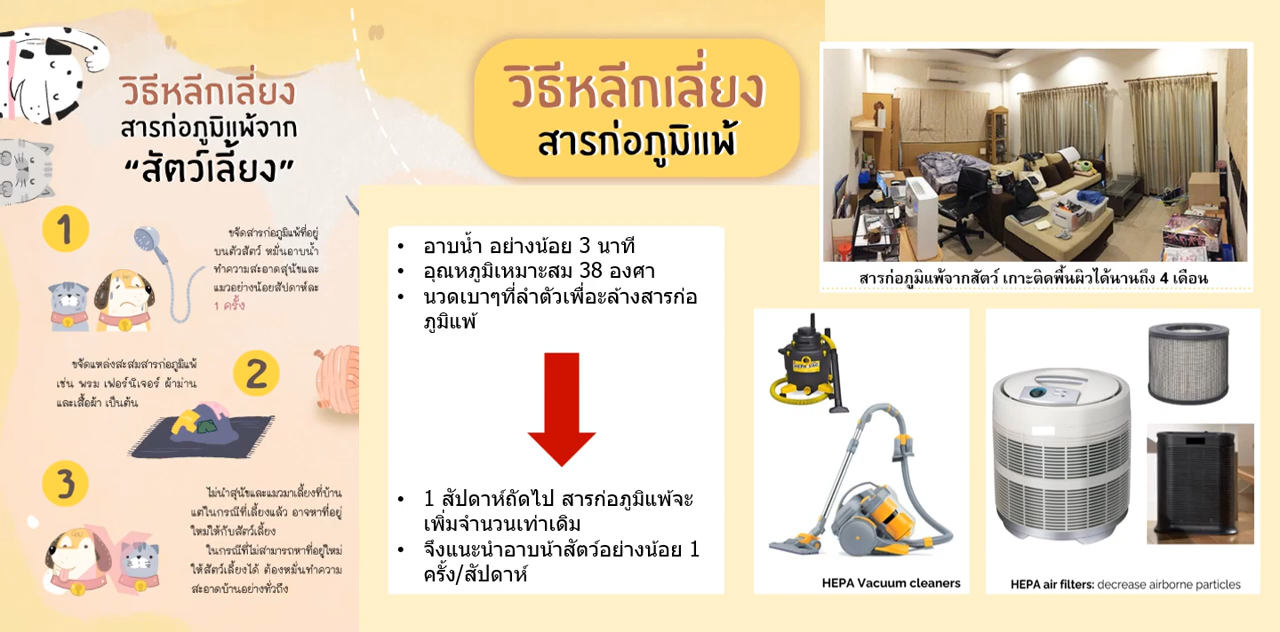 วิธีหลีกเลี่ยง
สารก่อภูมิแพ้จาก
“สัตว์เลี้ยง”
1
ขจัดสารก่อภูมิแพ้ที่อยู่
บนตัวสัตว์ หมั่นอาบน้ำ
ทำความสะอาดสุนัขและ
แมวอย่างน้อยสัปดาห์ละ
1 ครั้ง
ขจัดแหล่งสะสมสารก่อภูมิแพ้
เช่น พรม เฟอร์นิเจอร์ ผ้าม่าน
และเสื้อผ้า เป็นต้น
2
3
ไม่นำสุนัขและแมวมาเลี้ยงที่บ้าน
แต่ในกรณีที่เลี้ยงแล้ว อาจหาที่อยู่
ใหม่ให้กับสัตว์เลี้ยง
ในกรณีที่ไม่สามารถหาที่อยู่ใหม่
ให้สัตว์เลี้ยงได้ ต้องหมั่นทำความ
สะอาดบ้านอย่างทั่วถึง
วิธีหลีกเลี่ยง
สารก่อภูมิแพ้
• อาบน้ำ อย่างน้อย 3 นาที
• อุณหภูมิเหมาะสม 38 องศา
• นวดเบาๆที่ลำตัวเพื่อะล้างสารก่อ
ภูมิแพ้
• 1 สัปดาห์ถัดไป สารก่อภูมิแพ้จะ
เพิ่มจำนวนเท่าเดิม
• จึงแนะนำอาบน้าสัตว์อย่างน้อย 1
ครั้ง/สัปดาห์
สารก่อภูมิแพ้จากสัตว์ เกาะติดพื้นผิวได้นานถึง 4 เดือน
HEPA VAC
HEPA Vacuum cleaners
HEPA air filters: decrease airborne particles